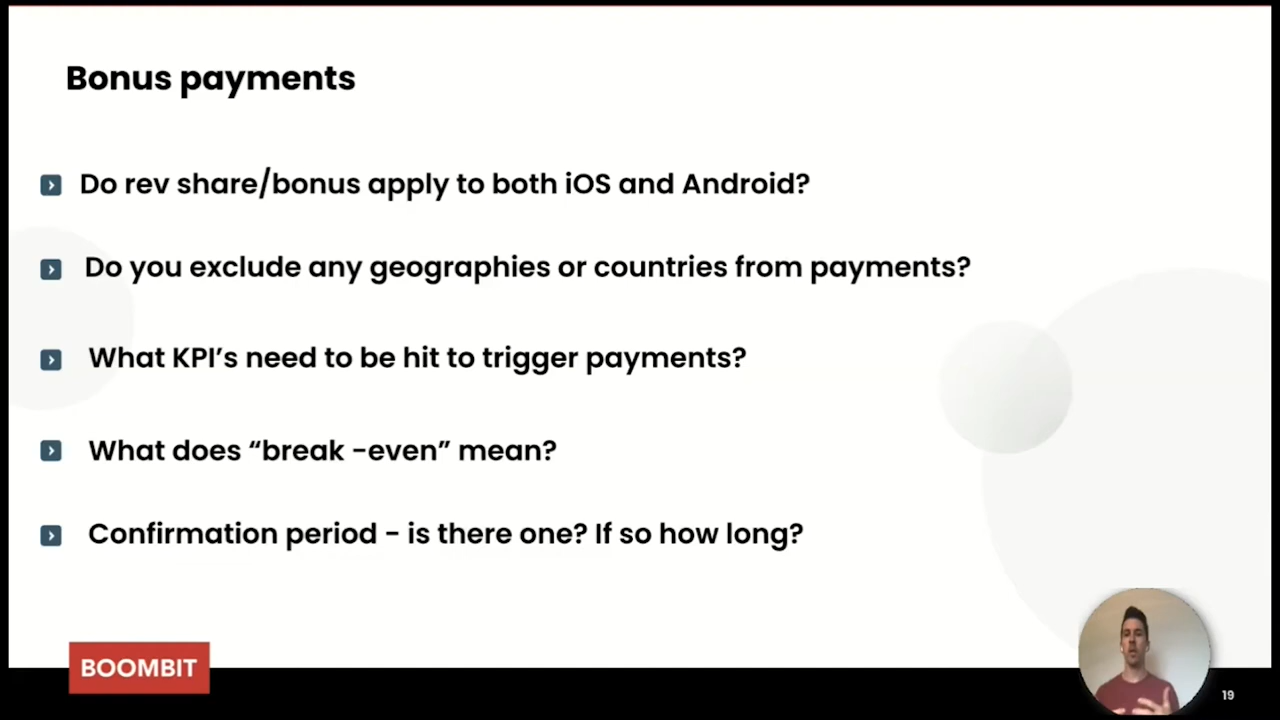 Bonus payments
Do rev share/bonus apply to both iOS and Android?
Do you exclude any geographies or countries from payments?
What KPI’s need to be hit to trigger payments?
What does “break -even” mean?
Confirmation period - is there one? If so how long?
BOOMBIT
19